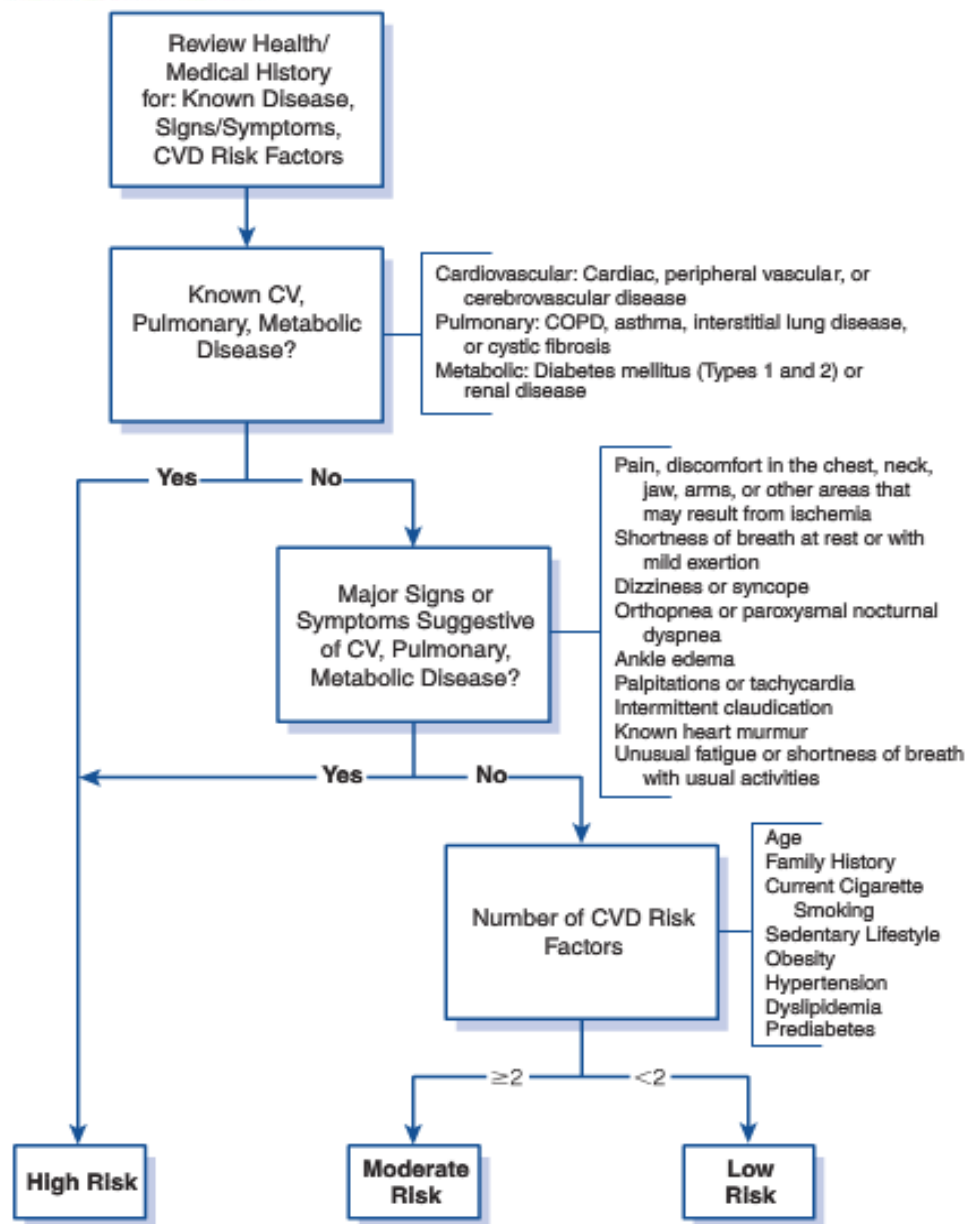 Review Health/
Medical History
for: Known Disease,
Signs/Symptoms,
CVD Risk Factors
Known CV,
Pulmonary, Metabolic
Disease?
Cardiovascular: Cardiac, peripheral vascular, or
cerebrovascular disease
Pulmonary: COPD, asthma, interstitial lung disease,
or cystic fibrosis
Metabolic: Diabetes mellitus (Types 1 and 2) or
renal disease
Yes
No
Major Signs or
Symptoms Suggestive
of CV, Pulmonary,
Metabolic Disease?
Pain, discomfort in the chest, neck,
jaw, arms, or other areas that
may result from ischemia
Shortness of breath at rest or with
mild exertion
Dizziness or syncope
Orthopnea or paroxysmal nocturnal
dyspnea
Ankle edema
Palpitations or tachycardia
Intermittent claudication
Known heart murmur
Unusual fatigue or shortness of breath
with usual activities
Yes
No
Number of CVD Risk
Factors
Age
Family History
Current Cigarette
Smoking
Sedentary Lifestyle
Obesity
Hypertension
Dyslipidemia
Prediabetes
≥2
<2
High Risk
Moderate
Risk
Low
Risk